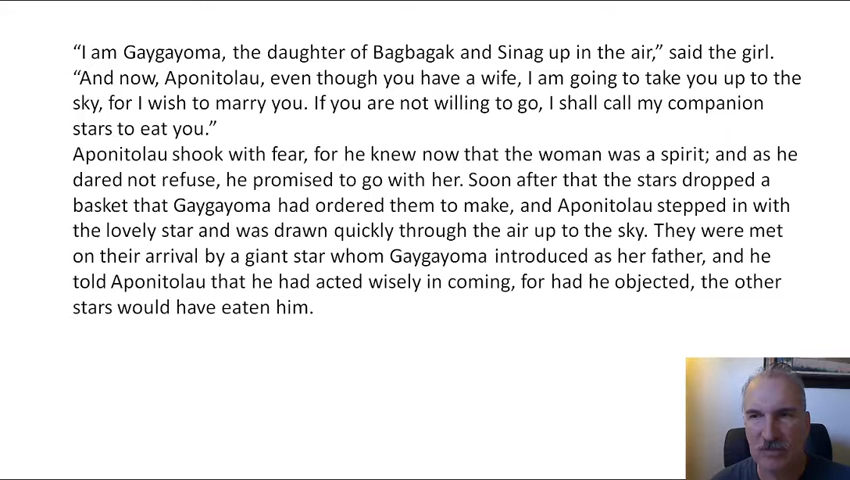 “I am Gaygayoma, the daughter of Bagbagak and Sinag up in the air,” said the girl.
“And now, Aponitolau, even though you have a wife, I am going to take you up to the
sky, for I wish to marry you. If you are not willing to go, I shall call my companion
stars to eat you.”
Aponitolau shook with fear, for he knew now that the woman was a spirit; and as he
dared not refuse, he promised to go with her. Soon after that the stars dropped a
basket that Gaygayoma had ordered them to make, and Aponitolau stepped in with
the lovely star and was drawn quickly through the air up to the sky. They were met
on their arrival by a giant star whom Gaygayoma introduced as her father, and he
told Aponitolau that he had acted wisely in coming, for had he objected, the other
stars would have eaten him.